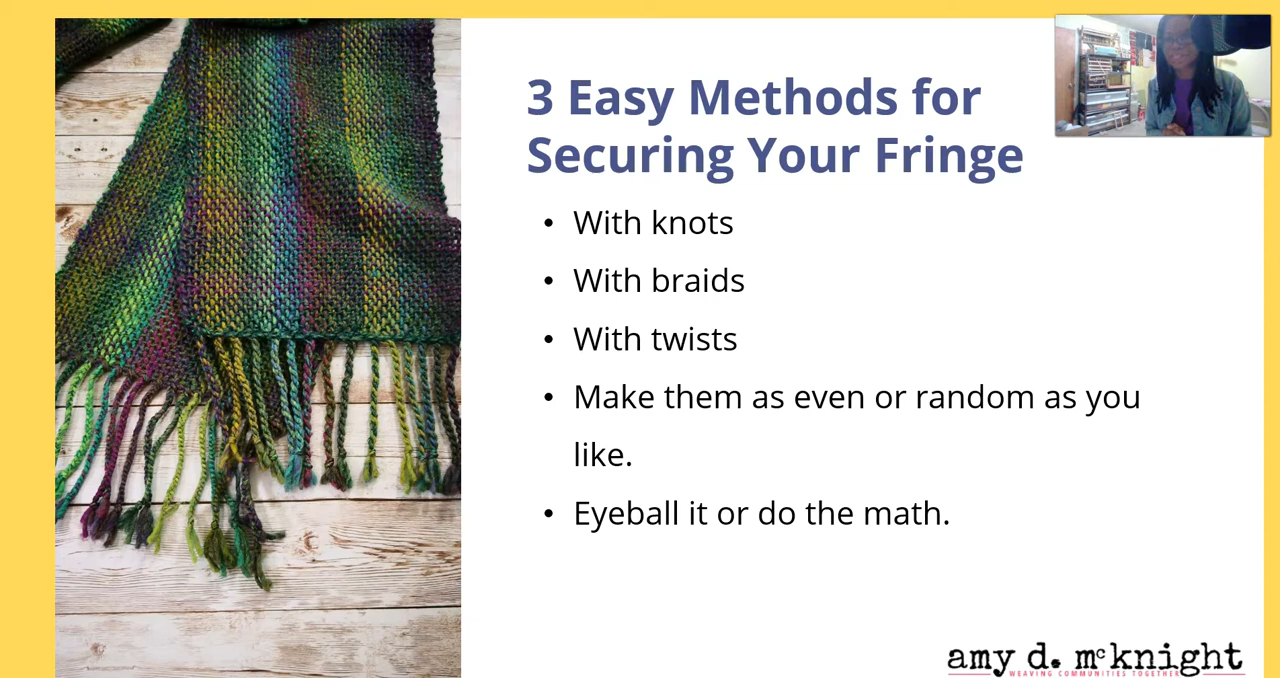 3 Easy Methods for
Securing Your Fringe
• With knots
• With braids
• With twists
• Make them as even or random as you
like.
• Eyeball it or do the math.
amy d. mcknight
WEAVING COMMUNITIES TOGETHER